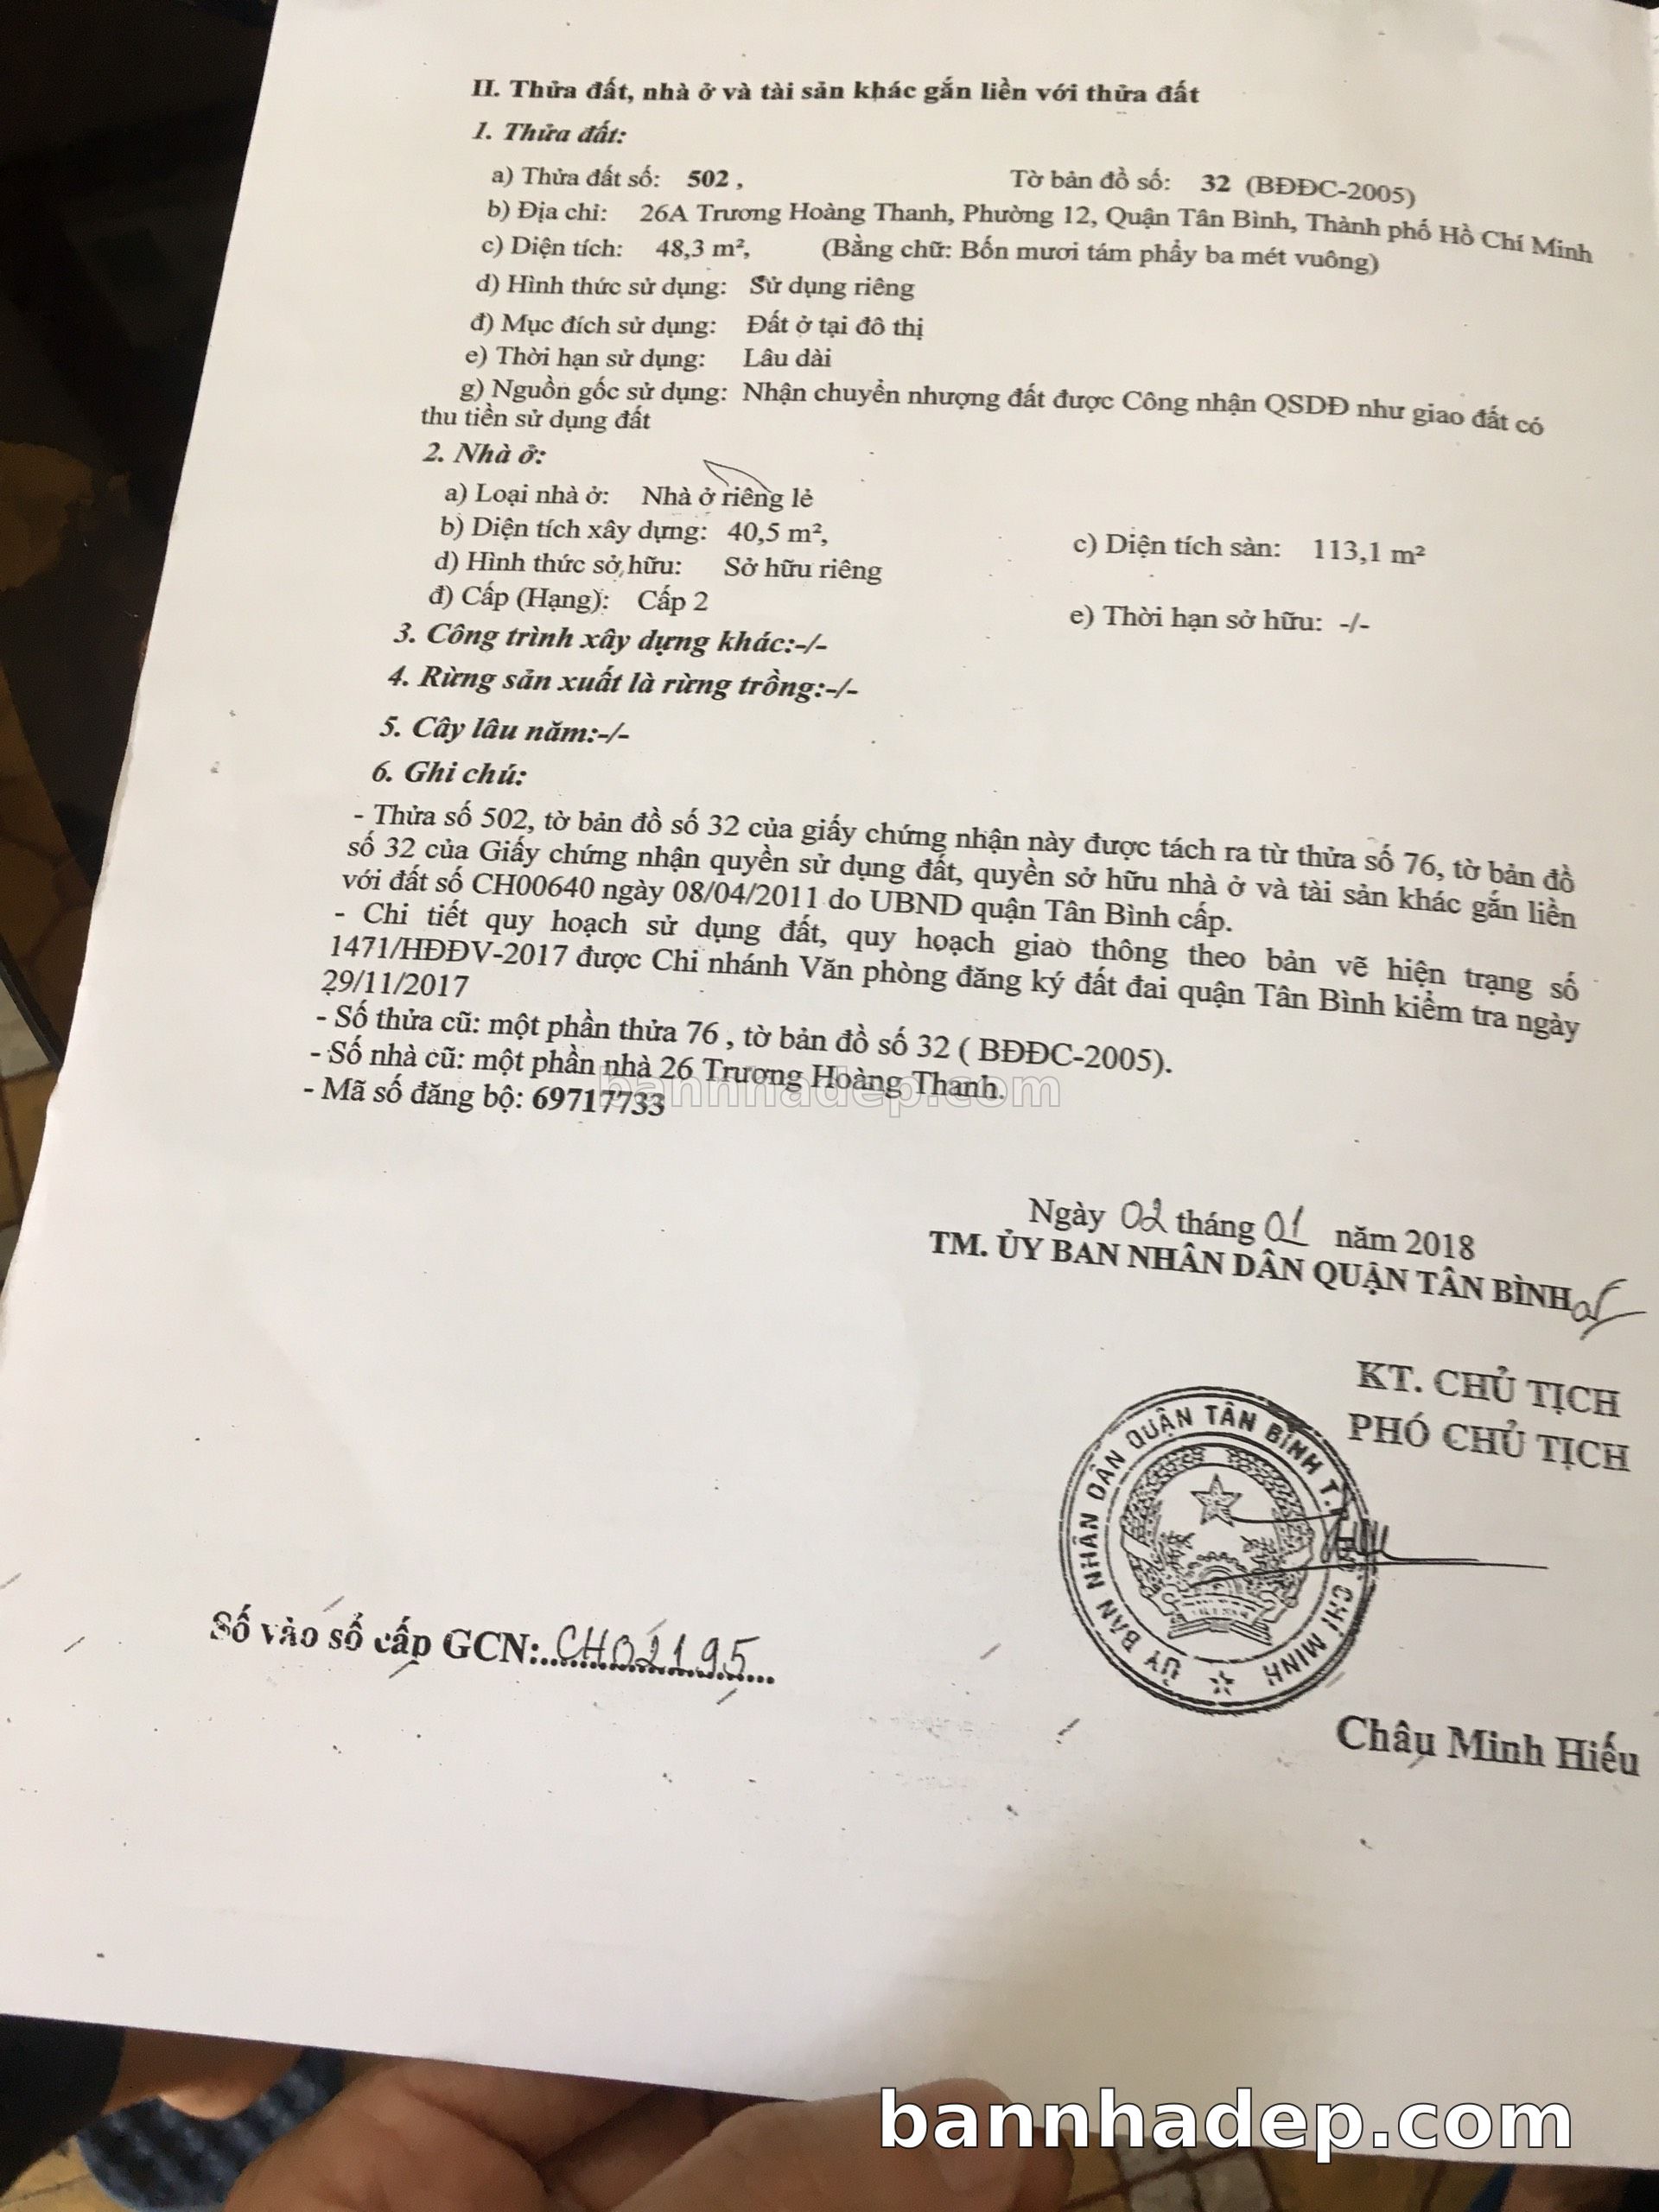 II. Thửa đất, nhà ở và tài sản khác gắn liền với thửa đất
1. Thửa đất:
a) Thửa đất số: 502 , Tờ bản đồ số: 32 (BĐĐC-2005)
b) Địa chỉ: 26A Trương Hoàng Thanh, Phường 12, Quận Tân Bình, Thành phố Hồ Chí Minh
c) Diện tích: 48,3 m², (Bằng chữ: Bốn mươi tám phẩy ba mét vuông)
d) Hình thức sử dụng: Sử dụng riêng
đ) Mục đích sử dụng: Đất ở tại đô thị
e) Thời hạn sử dụng: Lâu dài
g) Nguồn gốc sử dụng: Nhận chuyển nhượng đất được Công nhận QSDĐ như giao đất có
thu tiền sử dụng đất
2. Nhà ở:
a) Loại nhà ở: Nhà ở riêng lẻ
b) Diện tích xây dựng: 40,5 m², c) Diện tích sàn: 113,1 m²
d) Hình thức sở hữu: Sở hữu riêng
đ) Cấp (Hạng): Cấp 2 e) Thời hạn sở hữu: -/-
3. Công trình xây dựng khác:-/-
4. Rừng sản xuất là rừng trồng:-/-
5. Cây lâu năm:-/-
6. Ghi chú:
- Thửa số 502, tờ bản đồ số 32 của giấy chứng nhận này được tách ra từ thửa số 76, tờ bản đồ
số 32 của Giấy chứng nhận quyền sử dụng đất, quyền sở hữu nhà ở và tài sản khác gắn liền
với đất số CH00640 ngày 08/04/2011 do UBND quận Tân Bình cấp.
- Chi tiết quy hoạch sử dụng đất, quy hoạch giao thông theo bản vẽ hiện trạng số
1471/HĐĐV-2017 được Chi nhánh Văn phòng đăng ký đất đai quận Tân Bình kiểm tra ngày
29/11/2017
- Số thửa cũ: một phần thửa 76 , tờ bản đồ số 32 ( BĐĐC-2005).
- Số nhà cũ: một phần nhà 26 Trương Hoàng Thanh.
- Mã số đăng bộ: 69717733
bannhadep.com
Ngày 02 tháng 01 năm 2018
TM. ỦY BAN NHÂN DÂN QUẬN TÂN BÌNH
KT. CHỦ TỊCH
PHÓ CHỦ TỊCH
ỦY BAN NHÂN DÂN QUẬN TÂN BÌNH T.P HỒ CHÍ MINH
Số vào sổ cấp GCN:..CH02195...
Châu Minh Hiếu
bannhadep.com